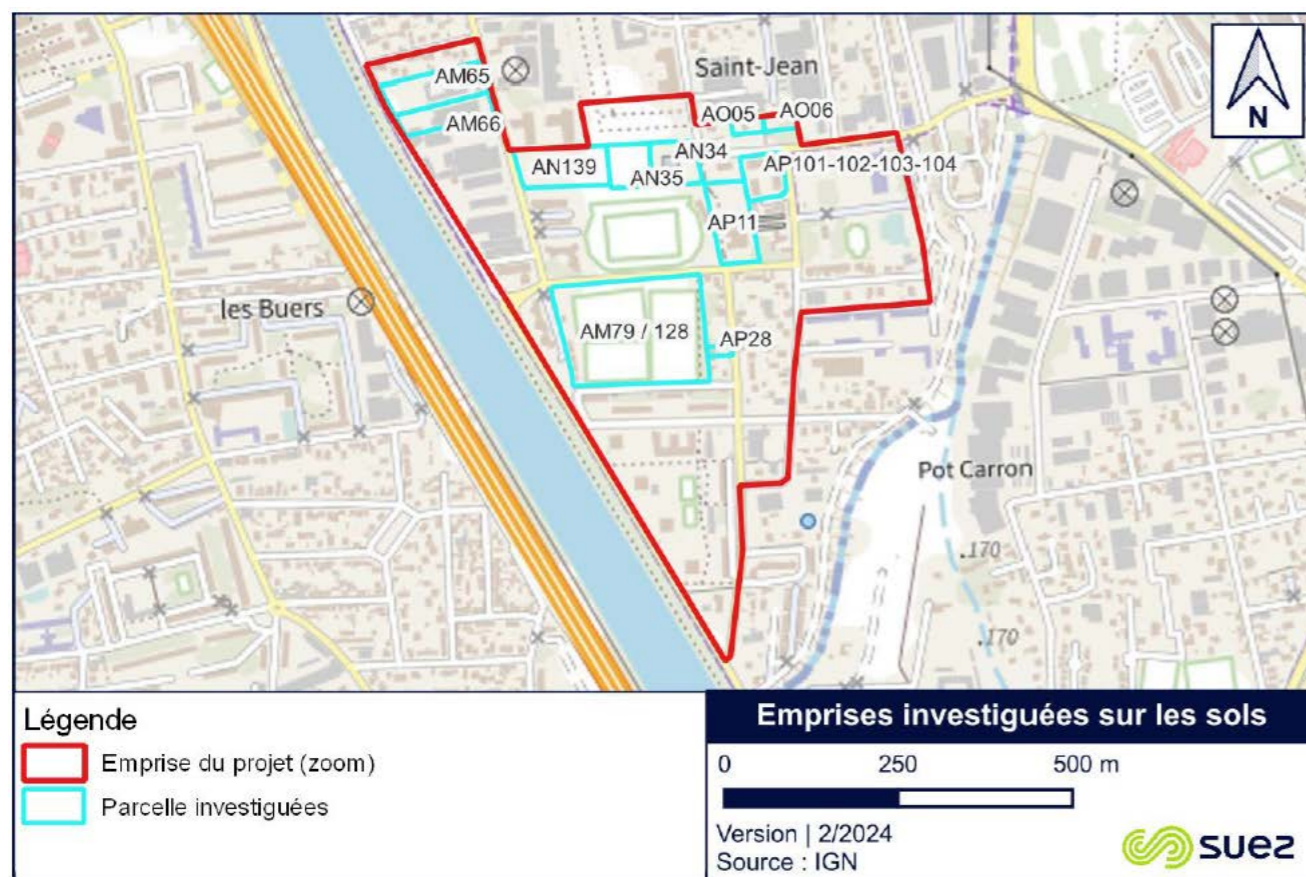 Saint-Jean
N
AM65
AM66
AO05
AO06
AN139
AN34
AN35
AP101-102-103-104
AP11
les Buers
AM79 / 128
AP28
Pot Carron
.170
.170
Légende
Emprise du projet (zoom)
Parcelle investiguées
Emprises investiguées sur les sols
0 250 500 m
Version | 2/2024
Source : IGN
suez